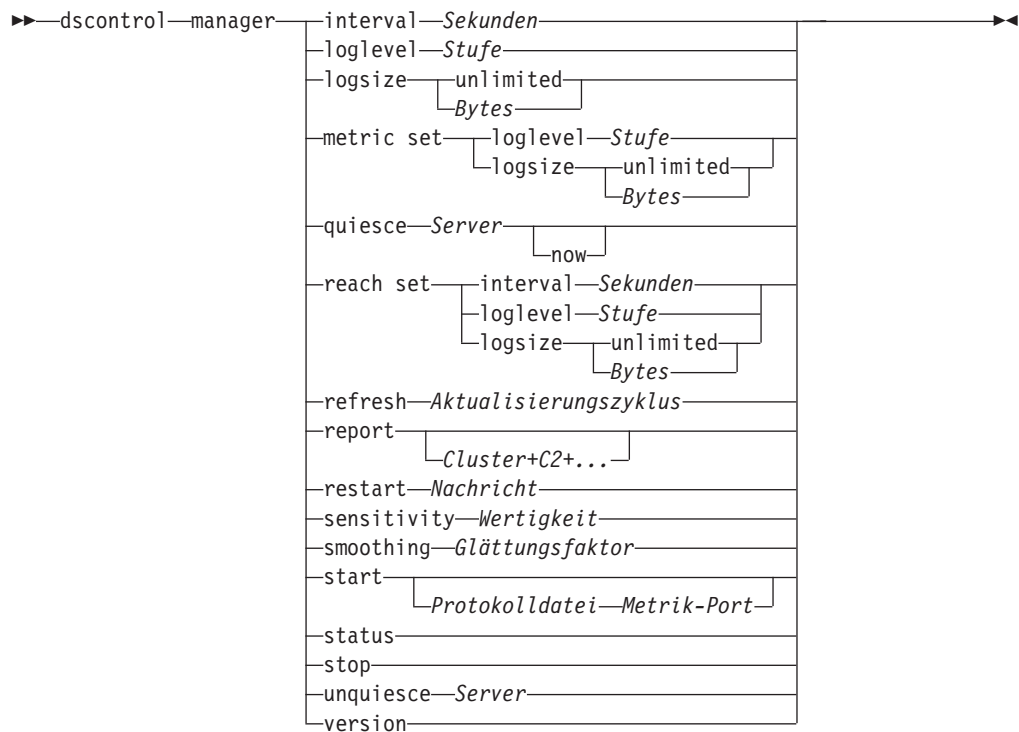 dscontrol manager interval Sekunden
loglevel Stufe
logsize unlimited
Bytes
metric set loglevel Stufe
logsize unlimited
Bytes
quiesce Server
now
reach set interval Sekunden
loglevel Stufe
logsize unlimited
Bytes
refresh Aktualisierungszyklus
report
Cluster+C2+...
restart Nachricht
sensitivity Wertigkeit
smoothing Glättungsfaktor
start
Protokolldatei Metrik-Port
status
stop
unquiesce Server
version